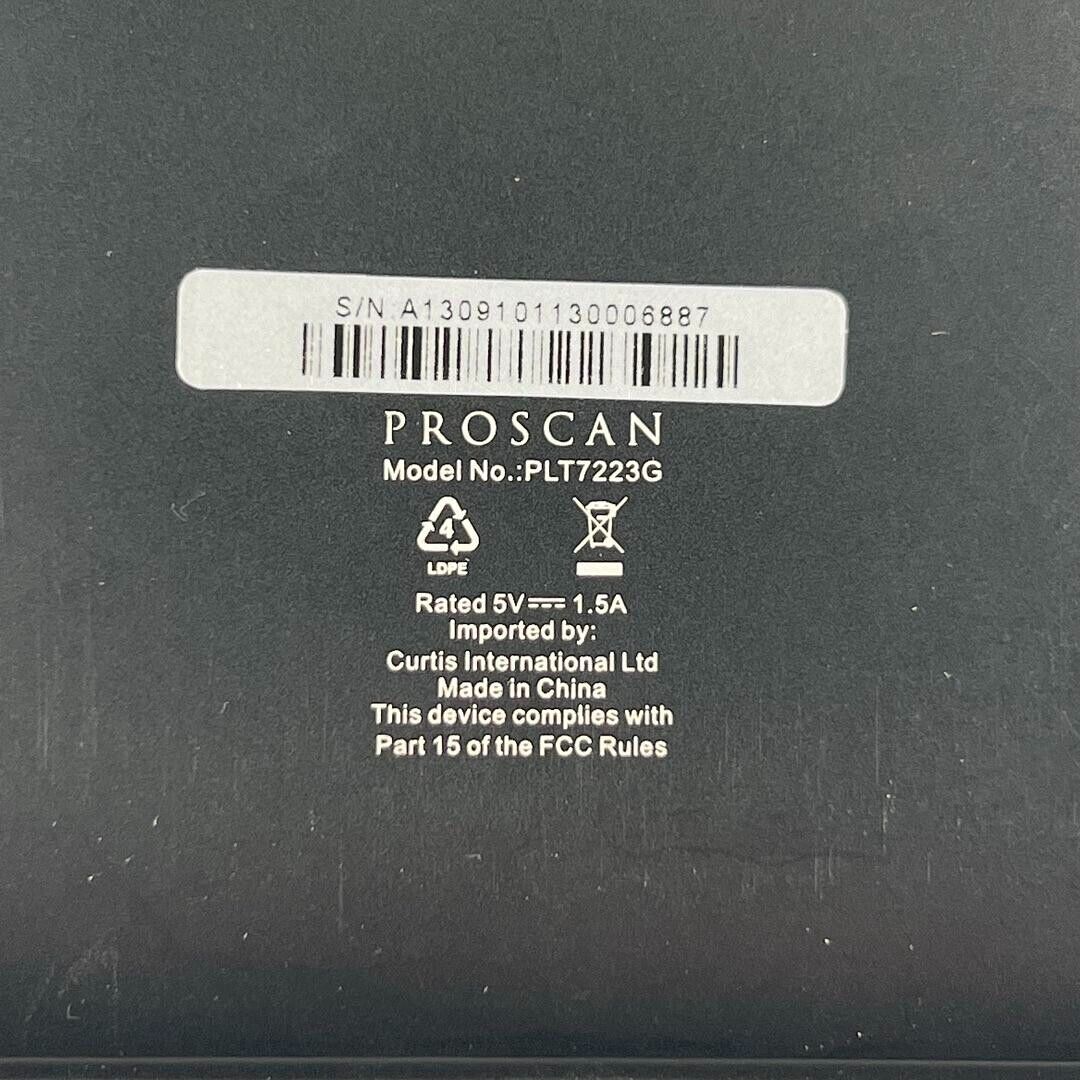 S/N:A1309101130006887
PROSCAN
Model No.:PLT7223G
4
LDPE
Rated 5V⎓1.5A
Imported by:
Curtis International Ltd
Made in China
This device complies with
Part 15 of the FCC Rules